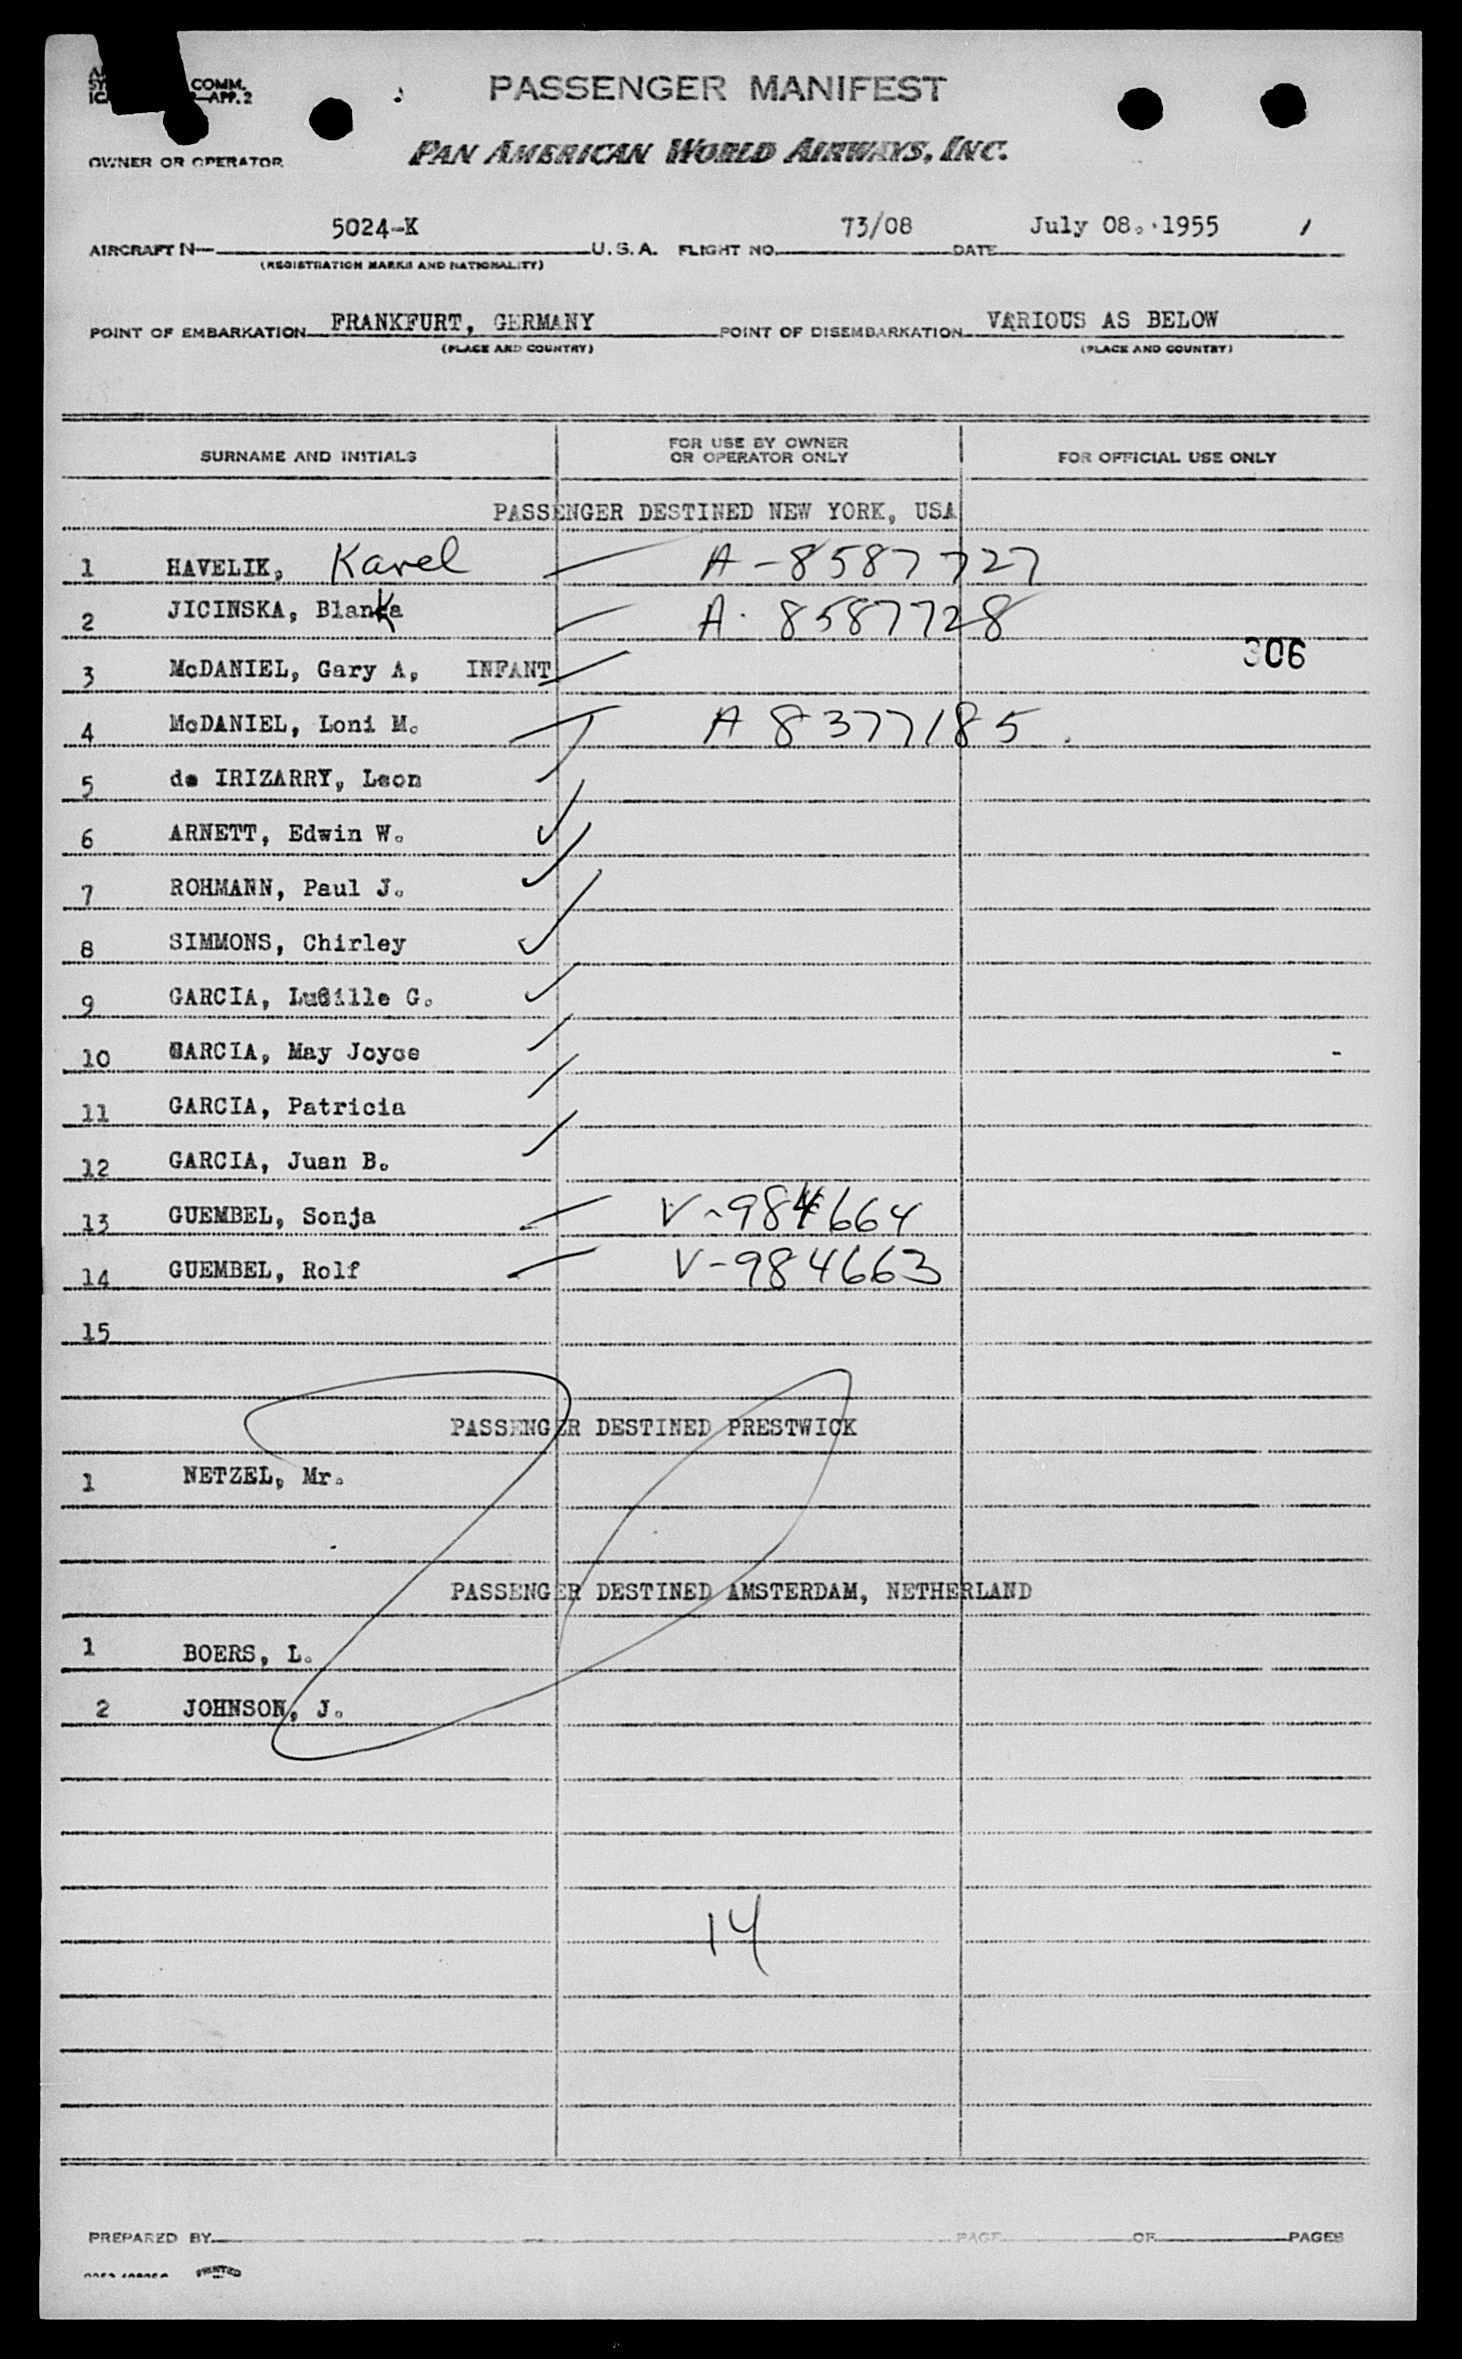 COMM.
APP. 2
PASSENGER MANIFEST
OWNER OR OPERATOR
PAN AMERICAN WORLD AIRWAYS, INC.
5024-K 73/08 July 08. 1955 /
AIRCRAFT N— U.S.A. FLIGHT NO. DATE
(REGISTRATION MARKS AND NATIONALITY)
POINT OF EMBARKATION FRANKFURT, GERMANY POINT OF DISEMBARKATION VARIOUS AS BELOW
(PLACE AND COUNTRY) (PLACE AND COUNTRY)
SURNAME AND INITIALS FOR USE BY OWNER OR OPERATOR ONLY FOR OFFICIAL USE ONLY
PASSENGER DESTINED NEW YORK, USA
1 HAVELIK, Karel A-8587727
2 JICINSKA, Blanka A. 8587728
306
3 McDANIEL, Gary A, INFANT
4 McDANIEL, Loni M. A 8377185
5 de IRIZARRY, Leon
6 ARNETT, Edwin W.
7 ROHMANN, Paul J.
8 SIMMONS, Chirley
9 GARCIA, Lucille G.
10 GARCIA, May Joyce
11 GARCIA, Patricia
12 GARCIA, Juan B.
13 GUEMBEL, Sonja V-984664
14 GUEMBEL, Rolf V-984663
15
PASSENGER DESTINED PRESTWICK
1 NETZEL, Mr.
PASSENGER DESTINED AMSTERDAM, NETHERLAND
1 BOERS, L.
2 JOHNSON, J.
14
PREPARED BY PAGE OF PAGES
PRINTED